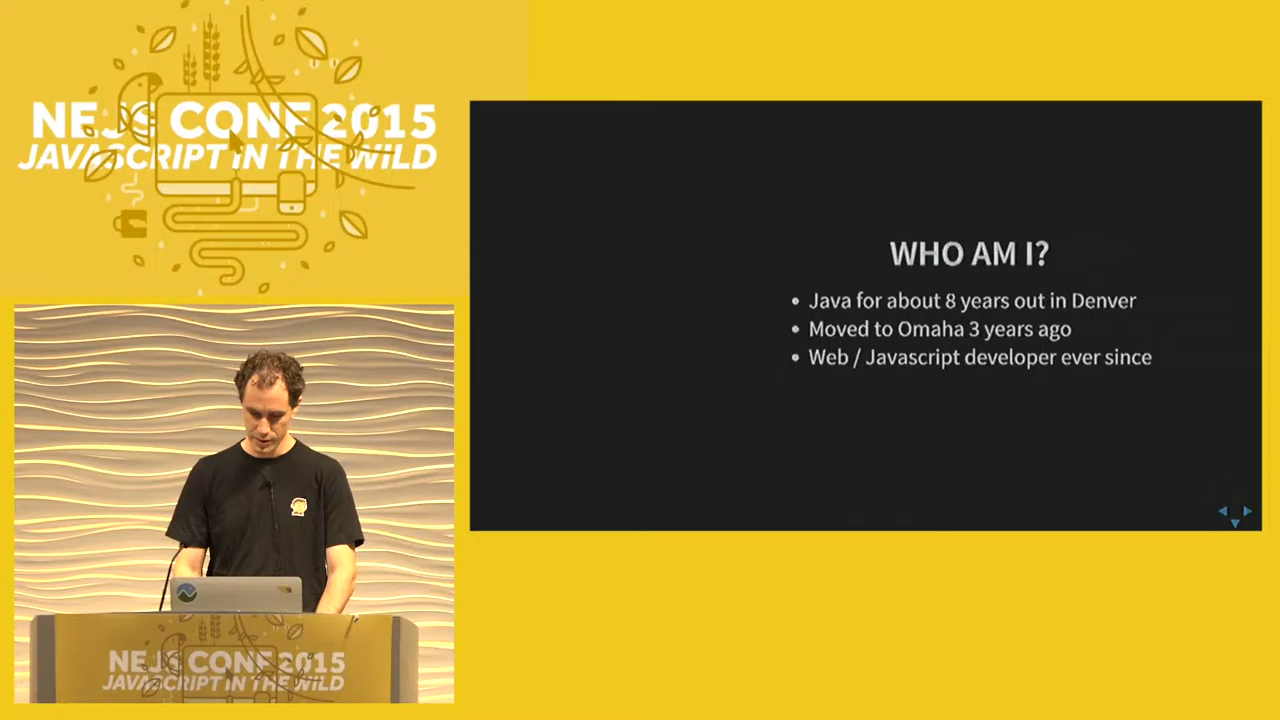 NEJS CONF 2015
JAVASCRIPT IN THE WILD
WHO AM I?
Java for about 8 years out in Denver
Moved to Omaha 3 years ago
Web / Javascript developer ever since
NEJS CONF 2015
JAVASCRIPT IN THE WILD